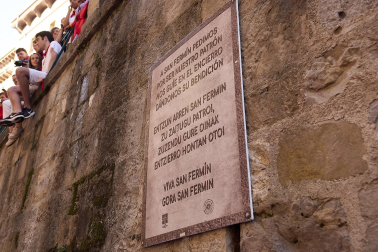 A SAN FERMÍN PEDIMOS
POR SER NUESTRO PATRÓN
NOS GUÍE EN EL ENCIERRO
DÁNDONOS SU BENDICIÓN
ENTZUN ARREN SAN FERMIN
ZU ZAITUGU PATROI,
ZUZENDU GURE OINAK
ENTZIERRO HONTAN OTOI
VIVA SAN FERMÍN
GORA SAN FERMIN